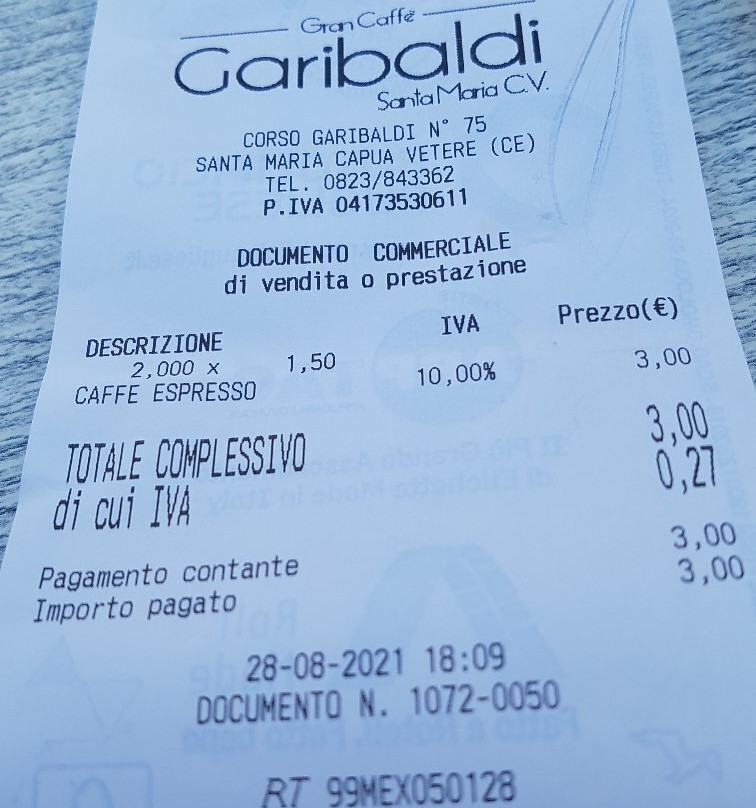 Gran Caffè
Garibaldi
Santa Maria C.V.
CORSO GARIBALDI N° 75
SANTA MARIA CAPUA VETERE (CE)
TEL. 0823/843362
P.IVA 04173530611
DOCUMENTO COMMERCIALE
di vendita o prestazione
DESCRIZIONE IVA Prezzo(€)
2,000 x 1,50
CAFFE ESPRESSO 10,00% 3,00
TOTALE COMPLESSIVO 3,00
di cui IVA 0,27
Pagamento contante 3,00
Importo pagato 3,00
28-08-2021 18:09
DOCUMENTO N. 1072-0050
RT 99MEX050128